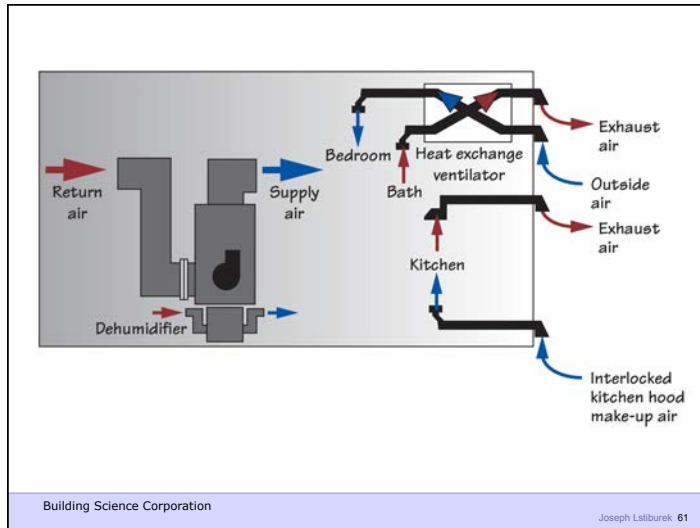 Return
air
Supply
air
Dehumidifier
Bedroom
Bath
Heat exchange
ventilator
Exhaust
air
Outside
air
Exhaust
air
Kitchen
Interlocked
kitchen hood
make-up air
Building Science Corporation
Joseph Lstiburek 61